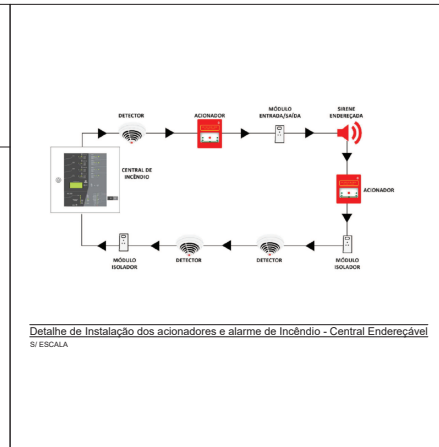 DETECTOR
ACIONADOR
MÓDULO
ENTRADA/SAÍDA
SIRENE
ENDEREÇADA
CENTRAL DE
INCÊNDIO
ACIONADOR
MÓDULO
ISOLADOR
DETECTOR
DETECTOR
MÓDULO
ISOLADOR
Detalhe de Instalação dos acionadores e alarme de Incêndio - Central Endereçável
S/ ESCALA